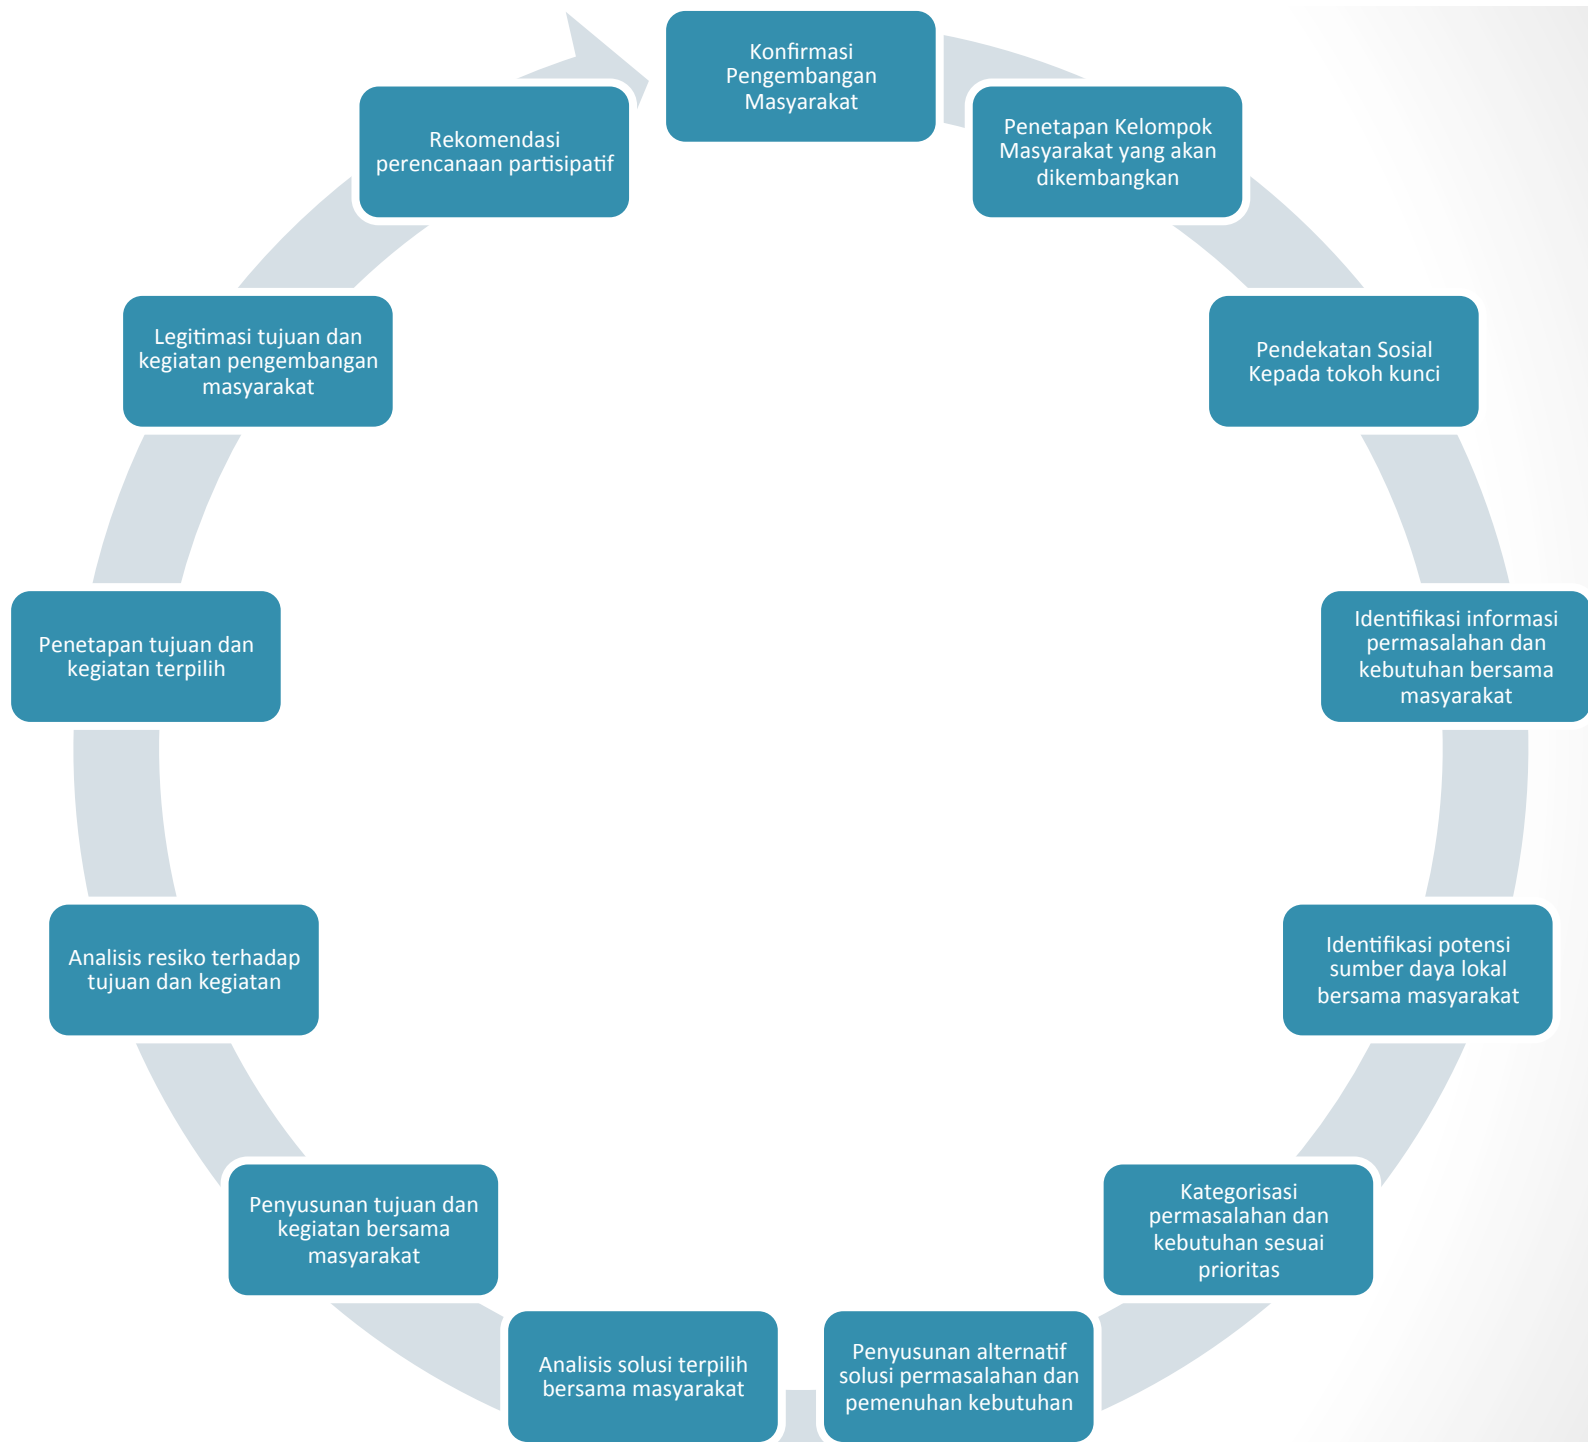 Konfirmasi
Pengembangan
Masyarakat
Penetapan Kelompok
Masyarakat yang akan
dikembangkan
Pendekatan Sosial
Kepada tokoh kunci
Identifikasi informasi
permasalahan dan
kebutuhan bersama
masyarakat
Identifikasi potensi
sumber daya lokal
bersama masyarakat
Kategorisasi
permasalahan dan
kebutuhan sesuai
prioritas
Penyusunan alternatif
solusi permasalahan dan
pemenuhan kebutuhan
Analisis solusi terpilih
bersama masyarakat
Penyusunan tujuan dan
kegiatan bersama
masyarakat
Analisis resiko terhadap
tujuan dan kegiatan
Penetapan tujuan dan
kegiatan terpilih
Legitimasi tujuan dan
kegiatan pengembangan
masyarakat
Rekomendasi
perencanaan partisipatif